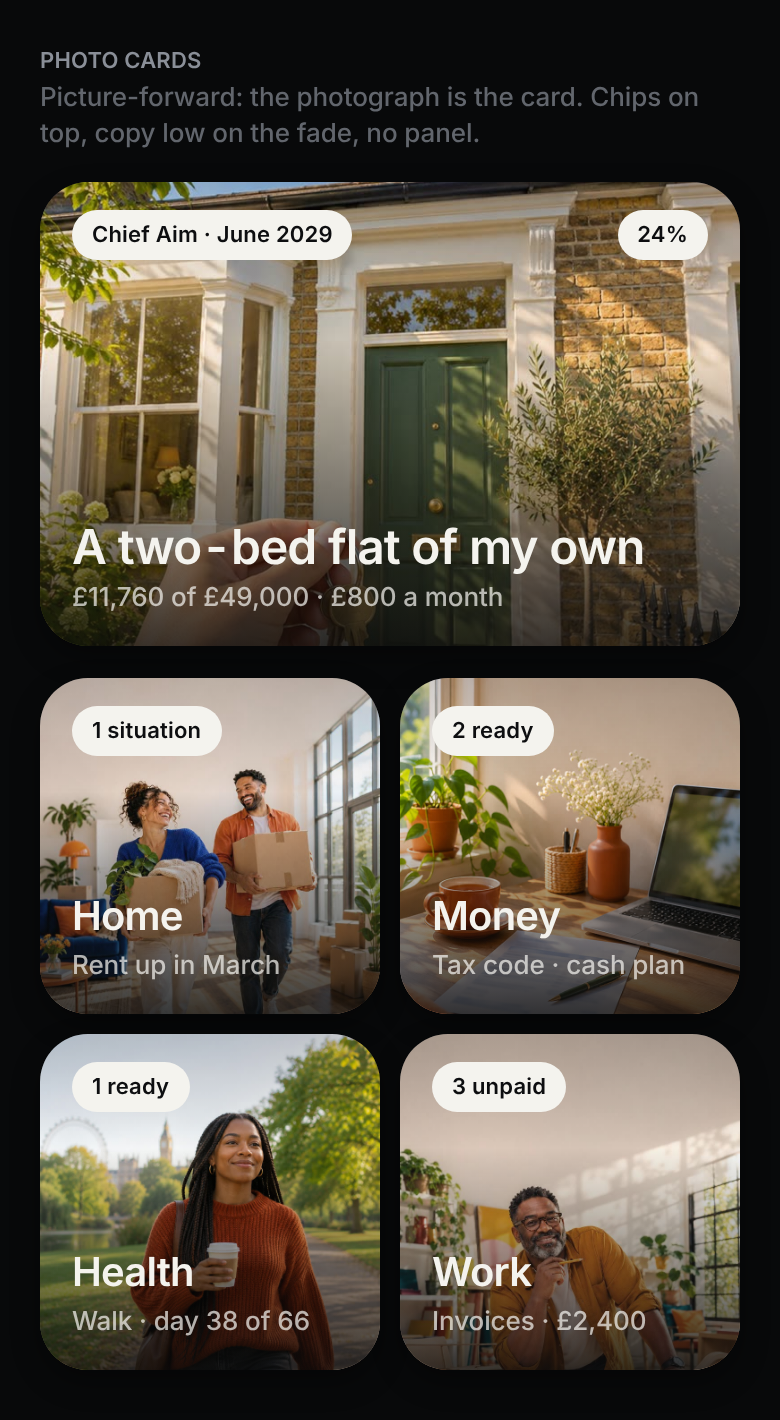 PHOTO CARDS
Picture-forward: the photograph is the card. Chips on
top, copy low on the fade, no panel.
Chief Aim · June 2029
24%
A two-bed flat of my own
£11,760 of £49,000 · £800 a month
1 situation
Home
Rent up in March
2 ready
Money
Tax code · cash plan
1 ready
Health
Walk · day 38 of 66
3 unpaid
Work
Invoices · £2,400